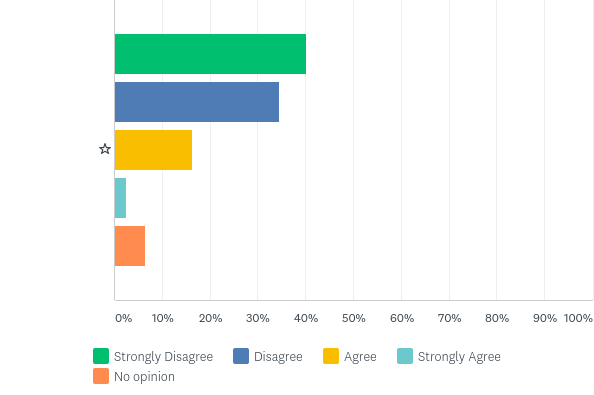 ☆
0% 10% 20% 30% 40% 50% 60% 70% 80% 90% 100%
Strongly Disagree Disagree Agree Strongly Agree
No opinion